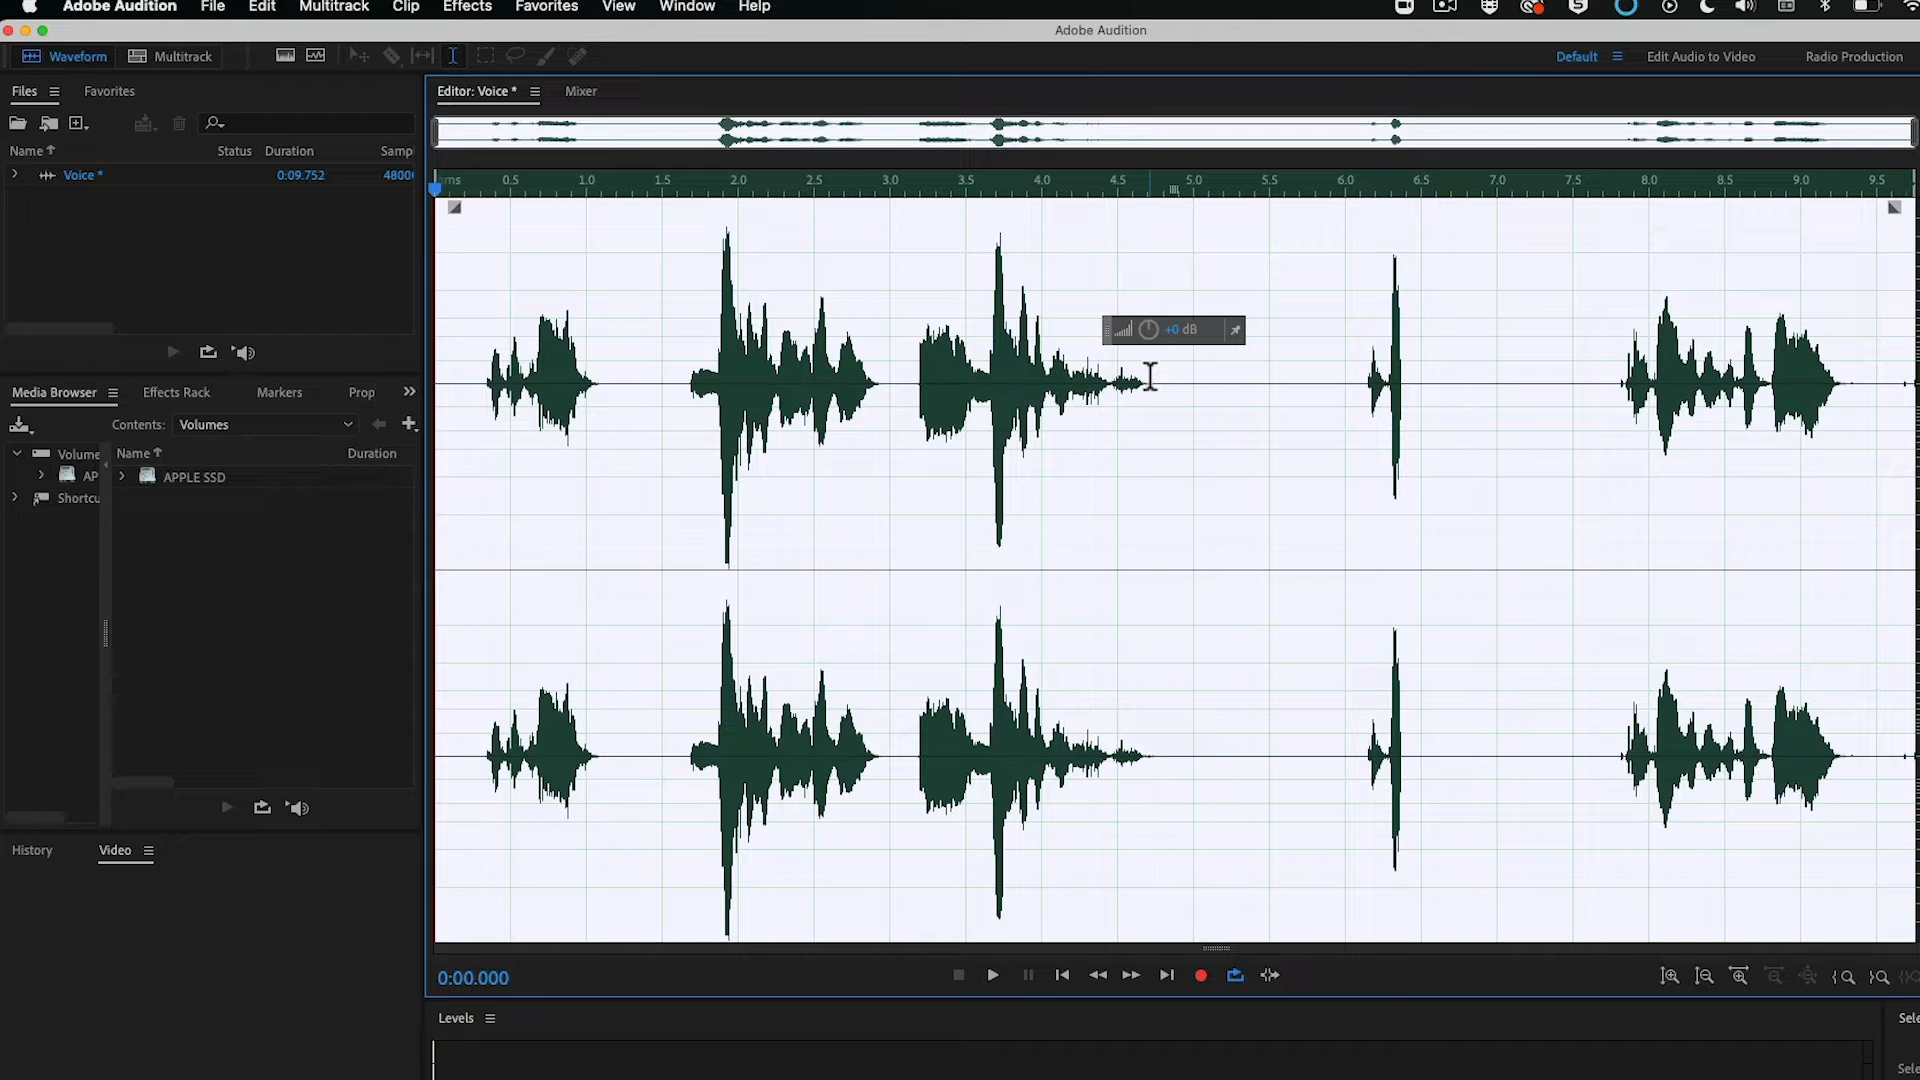 Adobe Audition File Edit Multitrack Clip Effects Favorites View Window Help
Adobe Audition
Waveform Multitrack Default Edit Audio to Video Radio Production
Files Favorites Editor: Voice * Mixer
Name Status Duration Samp
Voice * 0:09.752 4800
ms 0.5 1.0 1.5 2.0 2.5 3.0 3.5 4.0 4.5 5.0 5.5 6.0 6.5 7.0 7.5 8.0 8.5 9.0 9.5
+0 dB
Media Browser Effects Rack Markers Prop
Contents: Volumes
Volume Name Duration
AP APPLE SSD
Shortcu
History Video
0:00.000
Levels Sele
Sele